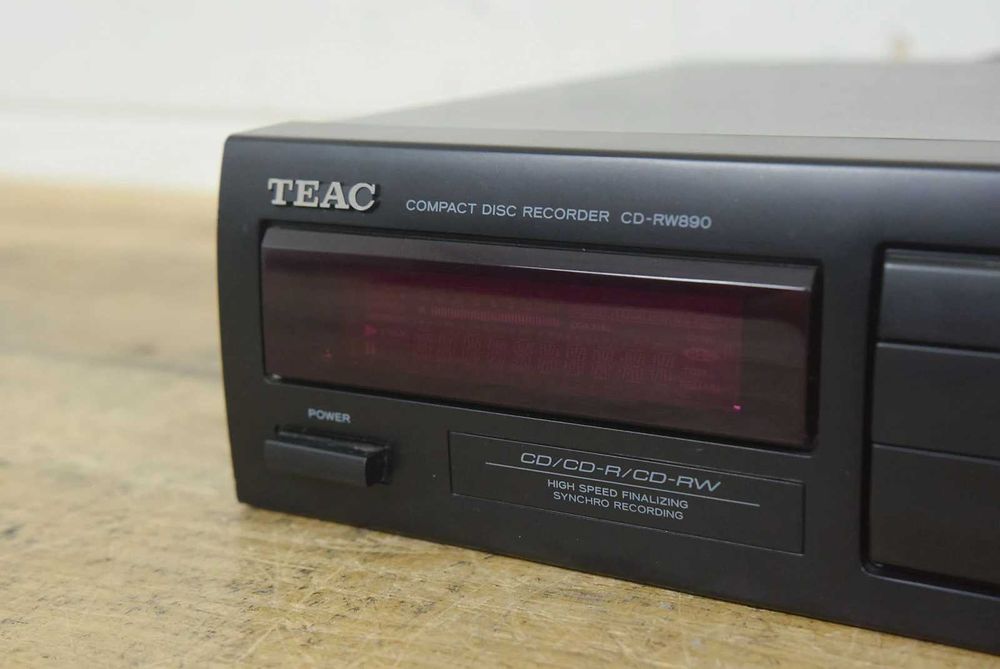 TEAC
COMPACT DISC RECORDER CD-RW890
POWER
CD/CD-R/CD-RW
HIGH SPEED FINALIZING
SYNCHRO RECORDING